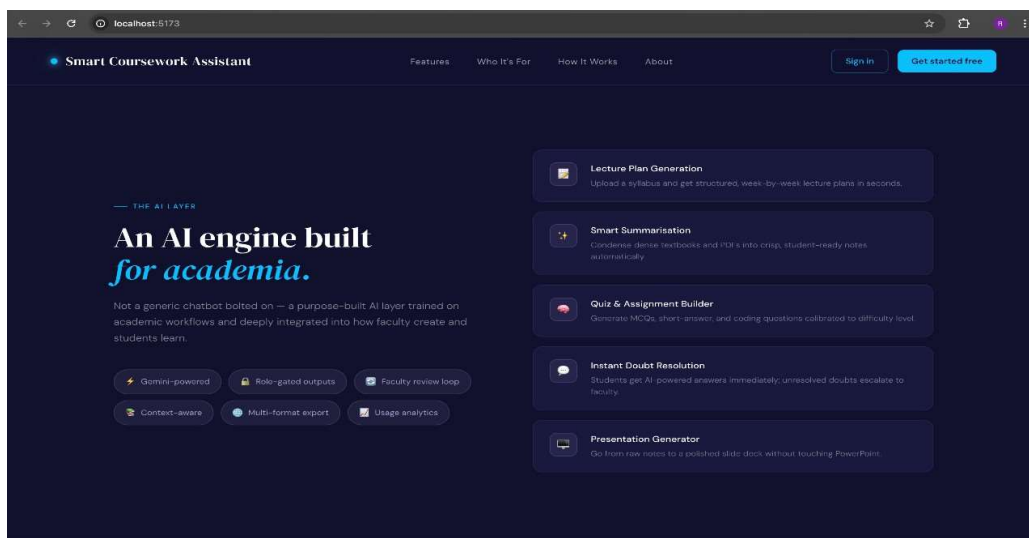 localhost:5173
R
Smart Coursework Assistant
Features
Who It's For
How It Works
About
Sign in
Get started free
THE AI LAYER
An AI engine built
for academia.
Not a generic chatbot bolted on — a purpose-built AI layer trained on
academic workflows and deeply integrated into how faculty create and
students learn.
Gemini-powered
Role-gated outputs
Faculty review loop
Context-aware
Multi-format export
Usage analytics
Lecture Plan Generation
Upload a syllabus and get structured, week-by-week lecture plans in seconds.
Smart Summarisation
Condense dense textbooks and PDFs into crisp, student-ready notes
automatically.
Quiz & Assignment Builder
Generate MCQs, short-answer, and coding questions calibrated to difficulty level.
Instant Doubt Resolution
Students get AI-powered answers immediately; unresolved doubts escalate to
faculty.
Presentation Generator
Go from raw notes to a polished slide deck without touching PowerPoint.